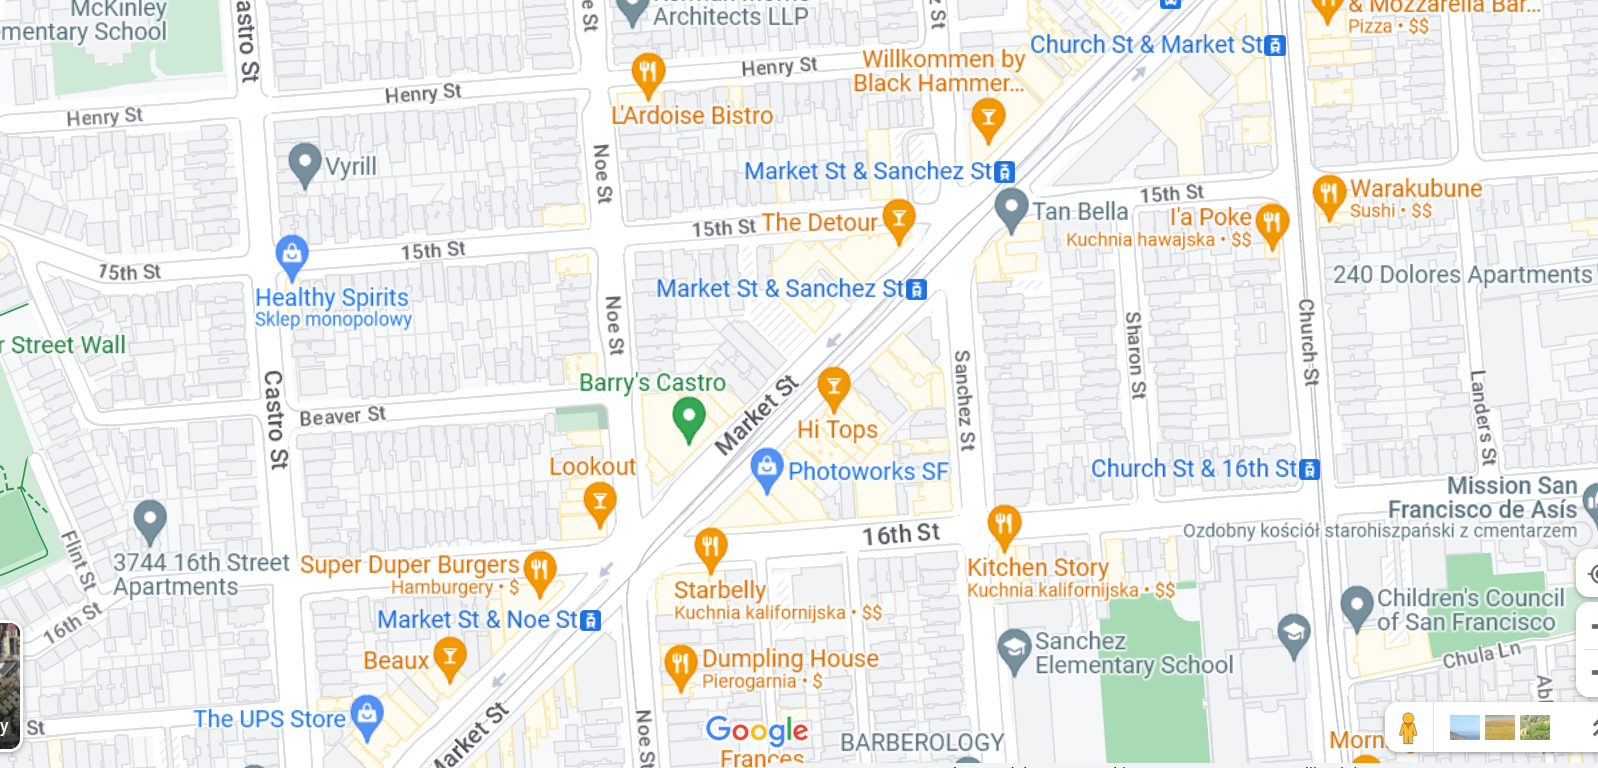 McKinley
mentary School
Castro St
e St
Architects LLP
z St
& Mozzarella Bar...
Pizza • $$
Church St & Market St
Willkommen by
Black Hammer...
Henry St
Henry St
Henry St
L'Ardoise Bistro
Vyrill
Noe St
Market St & Sanchez St
15th St
Tan Bella
I'a Poke
Kuchnia hawajska • $$
Warakubune
Sushi • $$
15th St
The Detour
15th St
15th St
240 Dolores Apartments
Healthy Spirits
Sklep monopolowy
Market St & Sanchez St
Noe St
Sharon St
Church St
r Street Wall
Barry's Castro
Castro St
Beaver St
Market St
Hi Tops
Sanchez St
Landers St
Lookout
Photoworks SF
Church St & 16th St
Mission San
Francisco de Asís
Ozdobny kościół starohiszpański z cmentarzem
16th St
Flint St
3744 16th Street
Apartments
Super Duper Burgers
Hamburgery • $
Starbelly
Kuchnia kalifornijska • $$
Kitchen Story
Kuchnia kalifornijska • $$
16th St
Market St & Noe St
Children's Council
of San Francisco
Beaux
Dumpling House
Pierogarnia • $
Sanchez
Elementary School
Chula Ln
The UPS Store
y
St
Market St
Noe St
Google
Frances
BARBEROLOGY
Morn
Ab